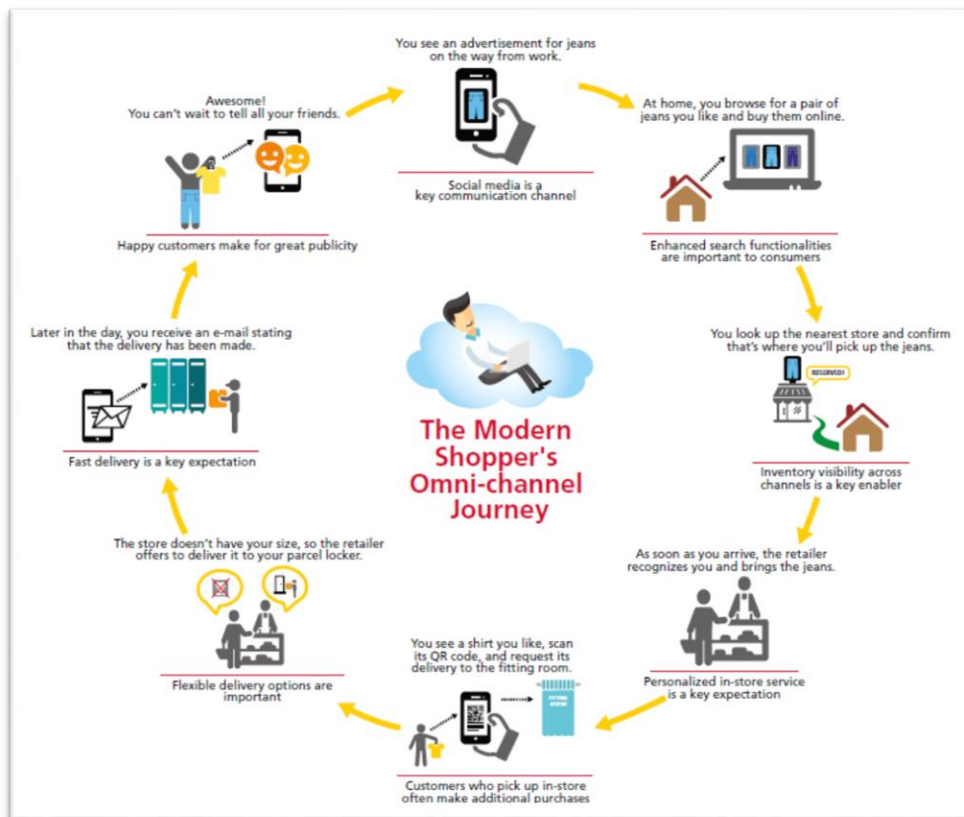 You see an advertisement for jeans
on the way from work.
Social media is a
key communication channel
At home, you browse for a pair of
jeans you like and buy them online.
Enhanced search functionalities
are important to consumers
You look up the nearest store and confirm
that's where you'll pick up the jeans.
RESERVED!
Inventory visibility across
channels is a key enabler
As soon as you arrive, the retailer
recognizes you and brings the jeans.
Personalized in-store service
is a key expectation
You see a shirt you like, scan
its QR code, and request its
delivery to the fitting room.
FITTING
ROOM
Customers who pick up in-store
often make additional purchases
The store doesn't have your size, so the retailer
offers to deliver it to your parcel locker.
Flexible delivery options are
important
Later in the day, you receive an e-mail stating
that the delivery has been made.
Fast delivery is a key expectation
Awesome!
You can't wait to tell all your friends.
Happy customers make for great publicity
The Modern
Shopper's
Omni-channel
Journey